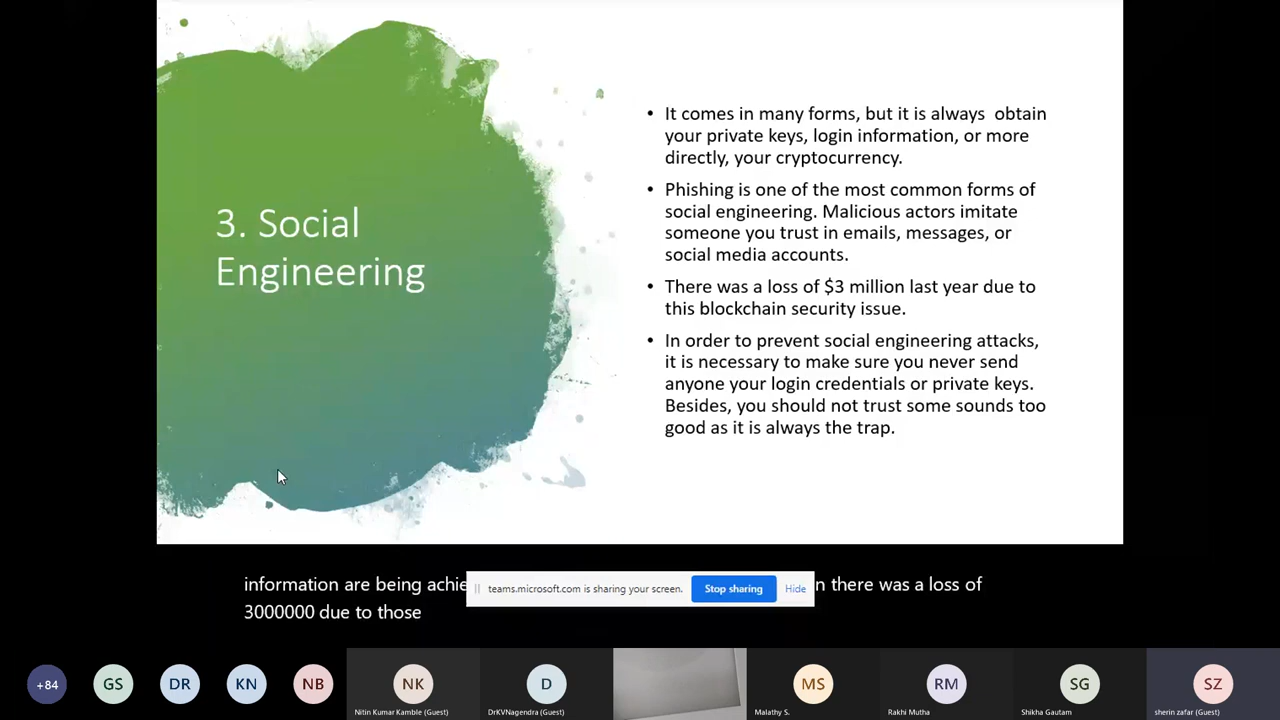 3. Social
Engineering
• It comes in many forms, but it is always obtain
your private keys, login information, or more
directly, your cryptocurrency.
• Phishing is one of the most common forms of
social engineering. Malicious actors imitate
someone you trust in emails, messages, or
social media accounts.
• There was a loss of $3 million last year due to
this blockchain security issue.
• In order to prevent social engineering attacks,
it is necessary to make sure you never send
anyone your login credentials or private keys.
Besides, you should not trust some sounds too
good as it is always the trap.
information are being achie n there was a loss of
3000000 due to those
teams.microsoft.com is sharing your screen. Stop sharing Hide
+84 GS DR KN NB NK D MS RM SG SZ
Nitin Kumar Kamble (Guest) DrKVNagendra (Guest) Malathy S. Rakhi Mutha Shikha Gautam sherin zafar (Guest)